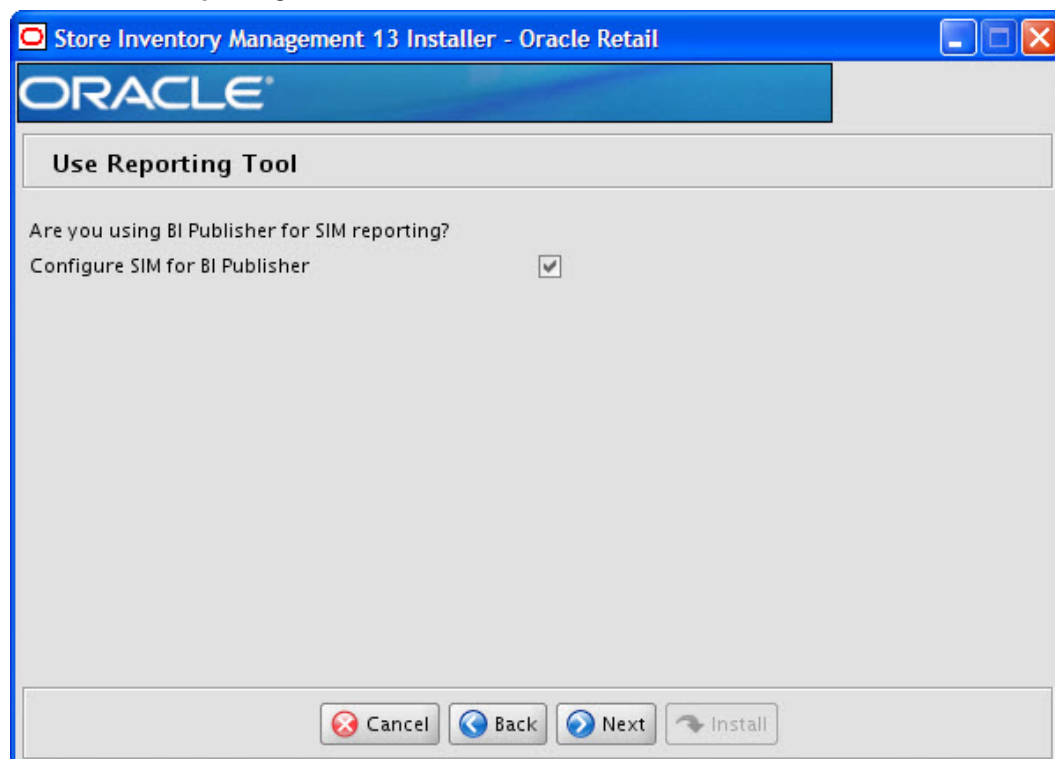 Store Inventory Management 13 Installer - Oracle Retail
ORACLE
Use Reporting Tool
Are you using BI Publisher for SIM reporting?
Configure SIM for BI Publisher
Cancel Back Next Install